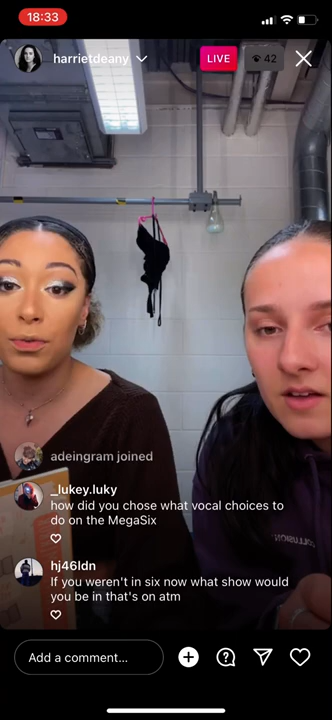 18:33
harrietdeany
LIVE
42
adeingram joined
_lukey.luky
how did you chose what vocal choices to
do on the MegaSix
hj46ldn
If you weren't in six now what show would
you be in that's on atm
Add a comment...